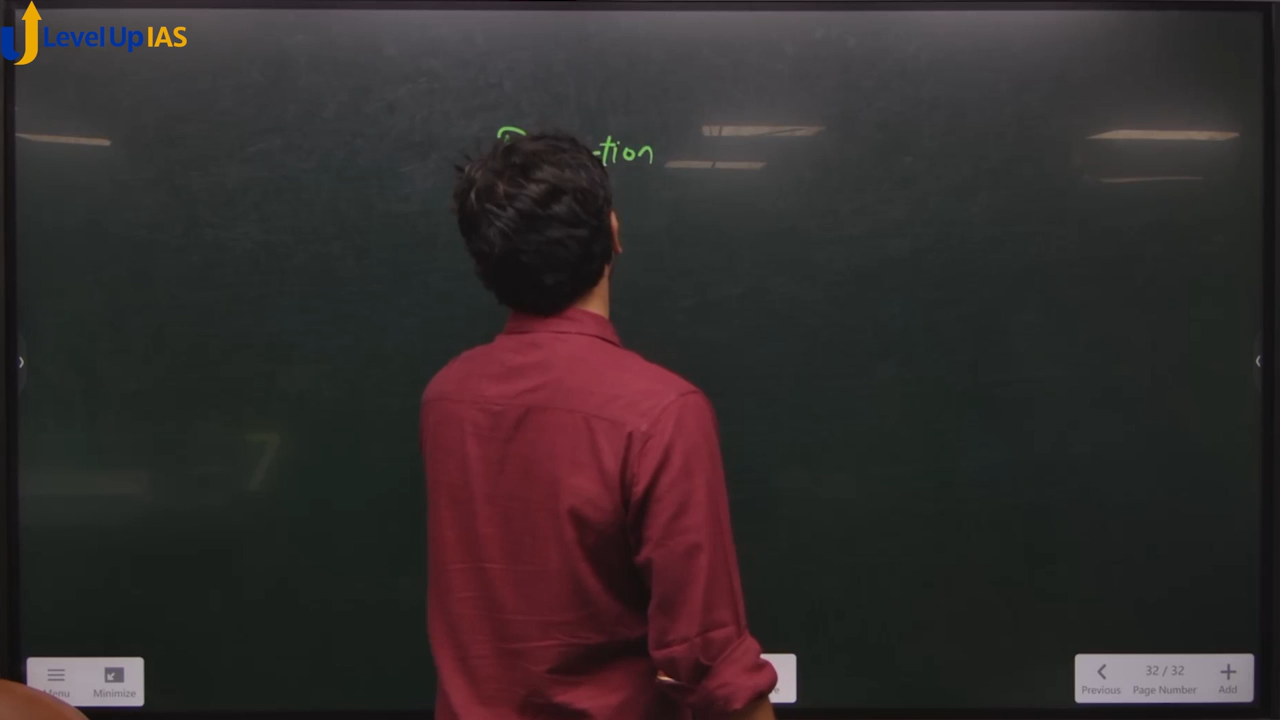 Level Up IAS
tion
Menu
Minimize
Previous
32 / 32
Page Number
Add